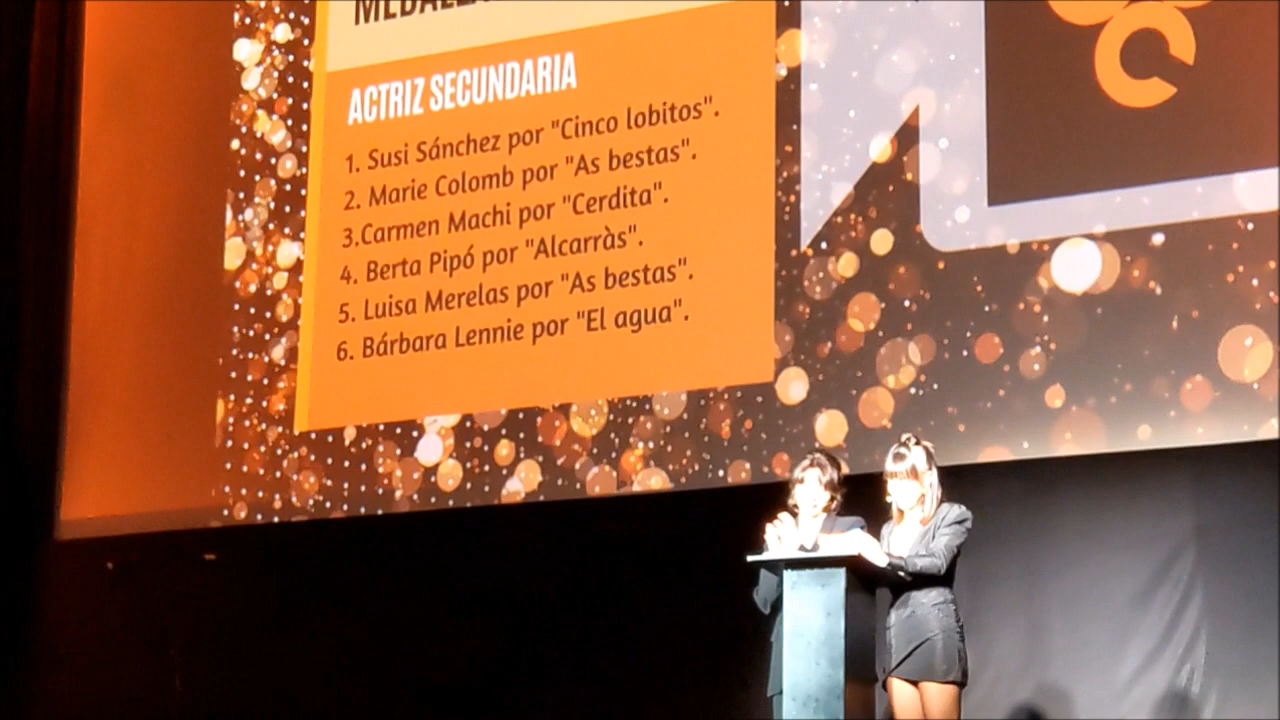 ACTRIZ SECUNDARIA
1. Susi Sánchez por "Cinco lobitos".
2. Marie Colomb por "As bestas".
3.Carmen Machi por "Cerdita".
4. Berta Pipó por "Alcarràs".
5. Luisa Merelas por "As bestas".
6. Bárbara Lennie por "El agua".